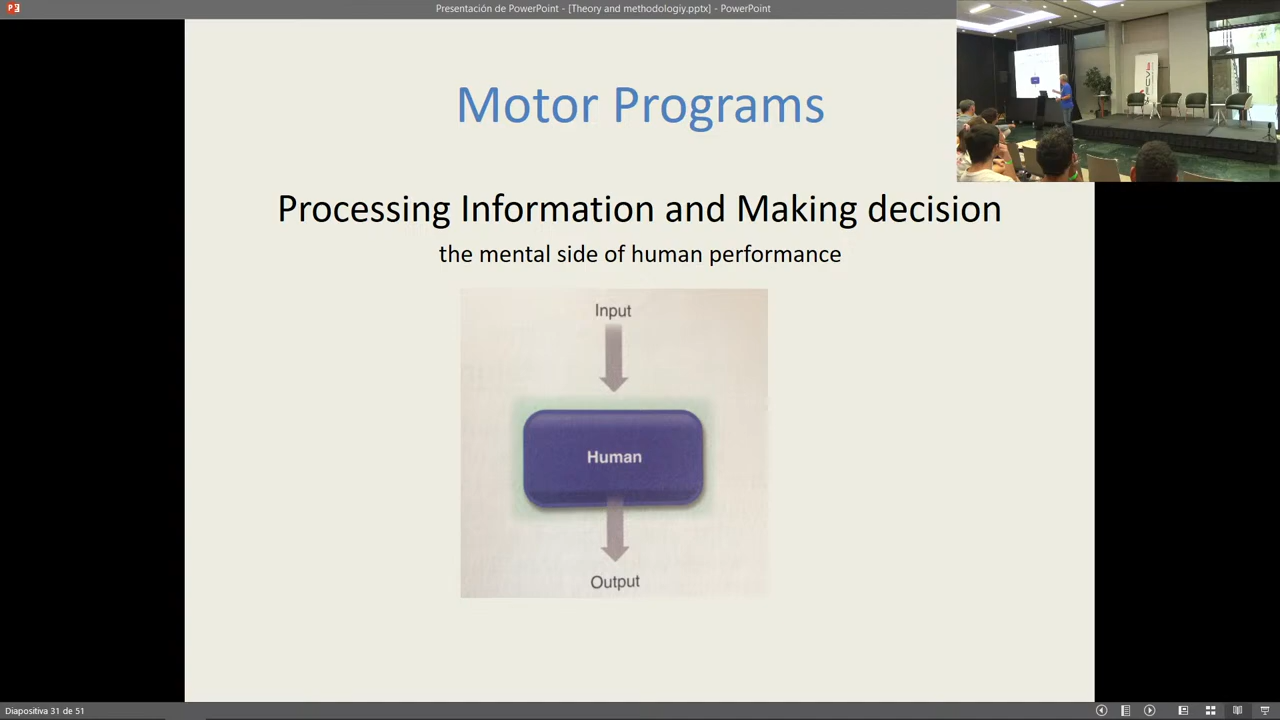 Presentación de PowerPoint - [Theory and methodologiy.pptx] - PowerPoint
Motor Programs
Processing Information and Making decision
the mental side of human performance
Input
Human
Output
Diapositiva 31 de 51